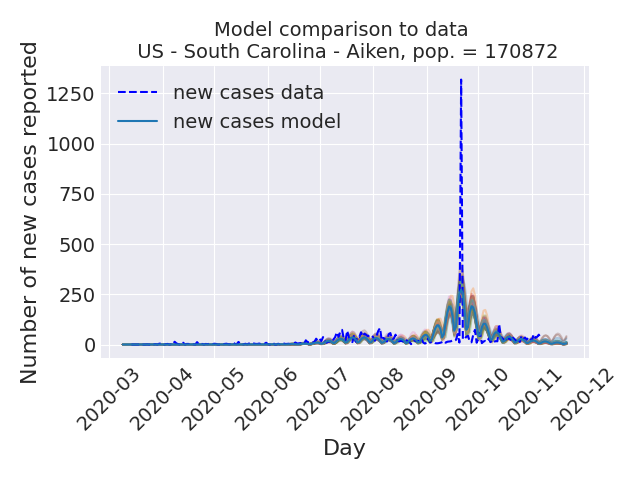 Model comparison to data
US - South Carolina - Aiken, pop. = 170872
new cases data
new cases model
Number of new cases reported
1250
1000
750
500
250
0
2020-03
2020-04
2020-05
2020-06
2020-07
2020-08
2020-09
2020-10
2020-11
2020-12
Day